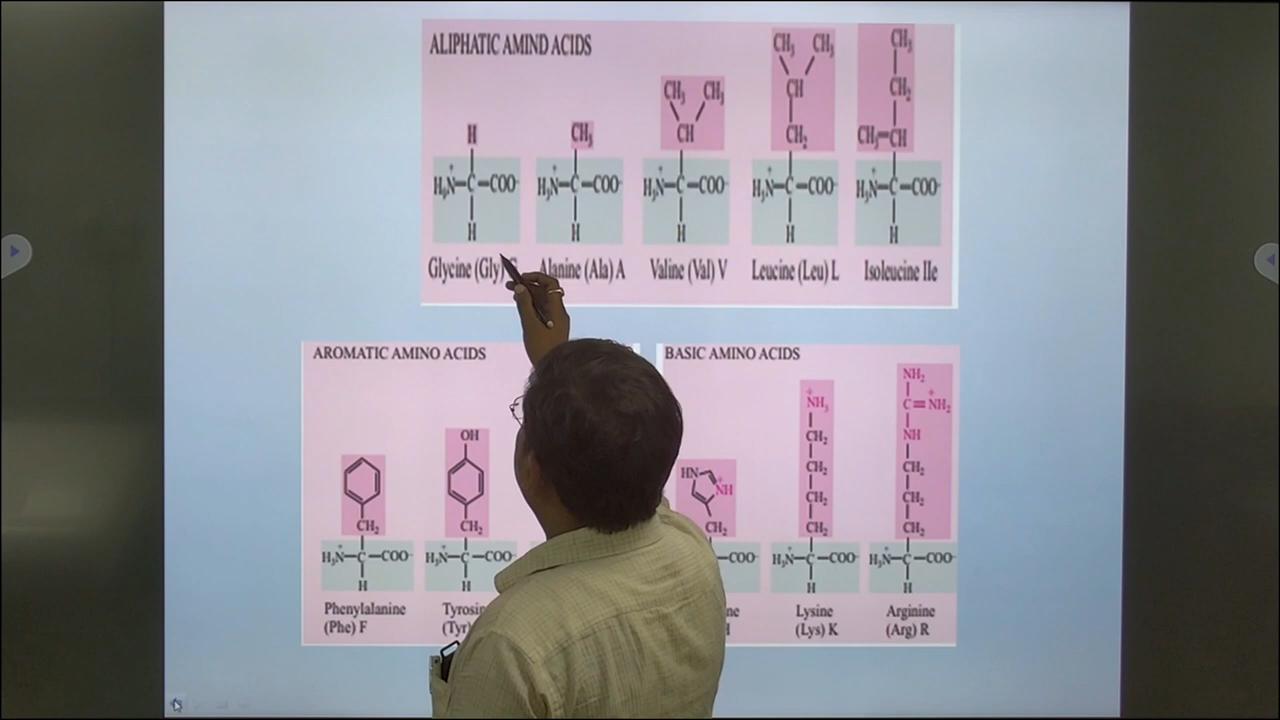 ALIPHATIC AMIND ACIDS
CH₃ CH₃ CH₃
CH₂
CH₃ CH₃ CH CH₂
H CH₃ CH CH₂ CH₃ CH
H₃N⁺ C COO⁻ H₃N⁺ C COO⁻ H₃N⁺ C COO⁻ H₃N⁺ C COO⁻ H₃N⁺ C COO⁻
H H H H H
Glycine (Gly) Alanine (Ala) A Valine (Val) V Leucine (Leu) L Isoleucine Ile
AROMATIC AMINO ACIDS
OH
CH₂ CH₂
H₃N⁺ C COO⁻ H₃N⁺ C COO⁻
H H
Phenylalanine
(Phe) F
(Tyr)
BASIC AMINO ACIDS
NH₂
NH₃⁺ C=NH₂⁺
NH
CH₂ CH₂
HN NH⁺ CH₂ CH₂
CH₂ CH₂ CH₂
COO⁻ H₃N⁺ C COO⁻ H₃N⁺ C COO⁻
H H
Lysine Arginine
(Lys) K (Arg) R